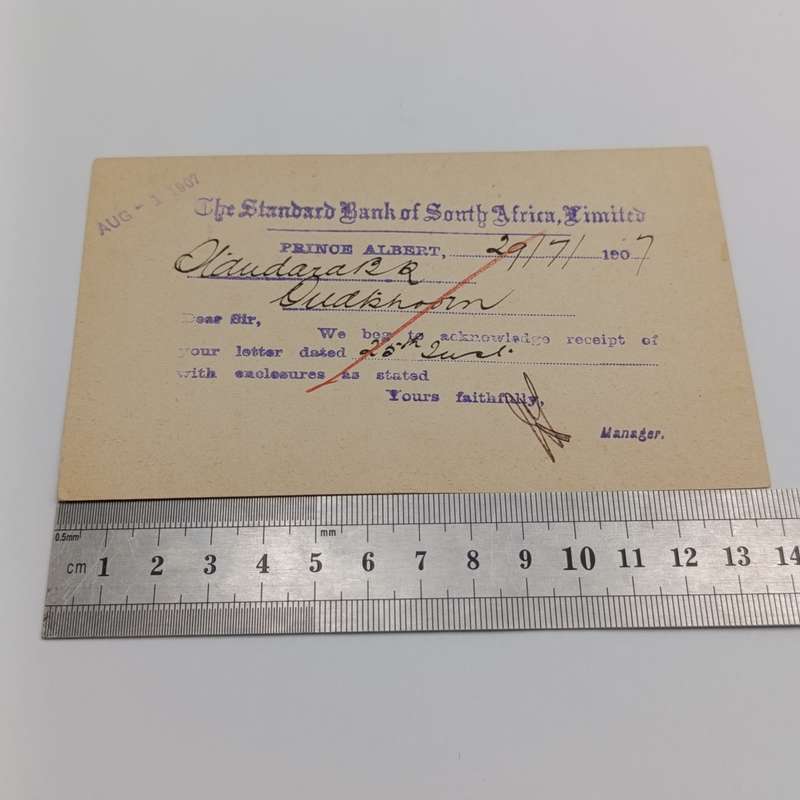 AUG - 1 1907
The Standard Bank of South Africa, Limited
PRINCE ALBERT, 29/7/ 1907
Standard Bk
Oudtshoorn
Dear Sir,
We beg to acknowledge receipt of
your letter dated 25th Inst.
with enclosures as stated
Yours faithfully,
Manager.
0.5mm mm
cm 1 2 3 4 5 6 7 8 9 10 11 12 13 14